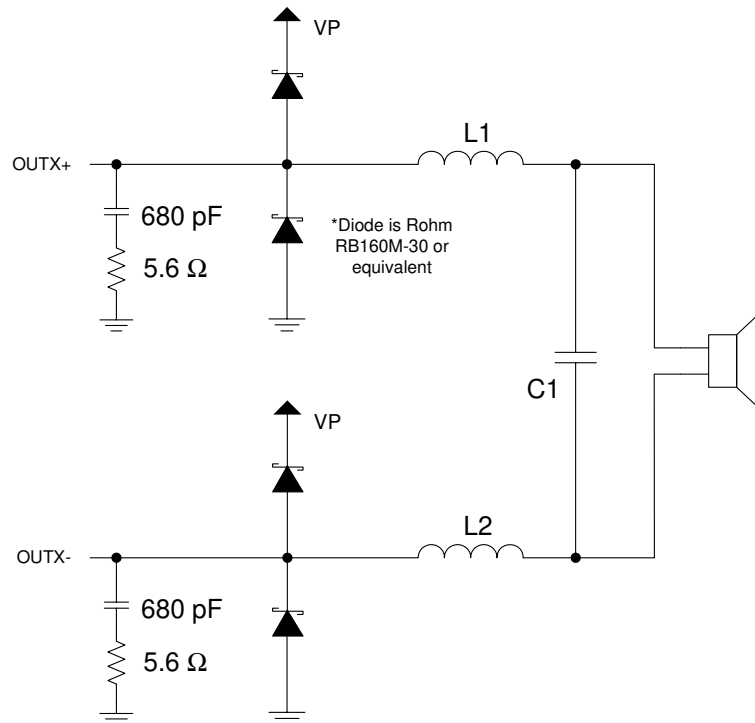 VP
L1
OUTX+
680 pF
5.6 Ω
*Diode is Rohm
RB160M-30 or
equivalent
C1
VP
L2
OUTX-
680 pF
5.6 Ω